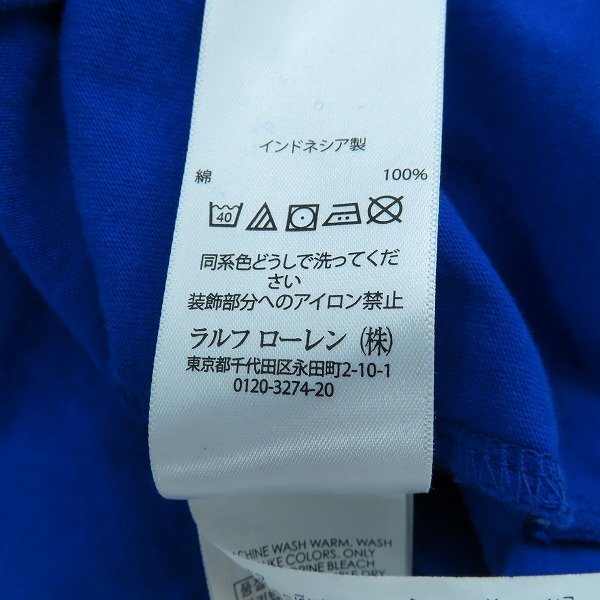 インドネシア製
綿 100%
40
同系色どうしで洗ってくだ
さい
装飾部分へのアイロン禁止
ラルフ ローレン (株)
東京都千代田区永田町2-10-1
0120-3274-20
MACHINE WASH WARM. WASH
LIKE COLORS. ONLY
BLEACH
DRY